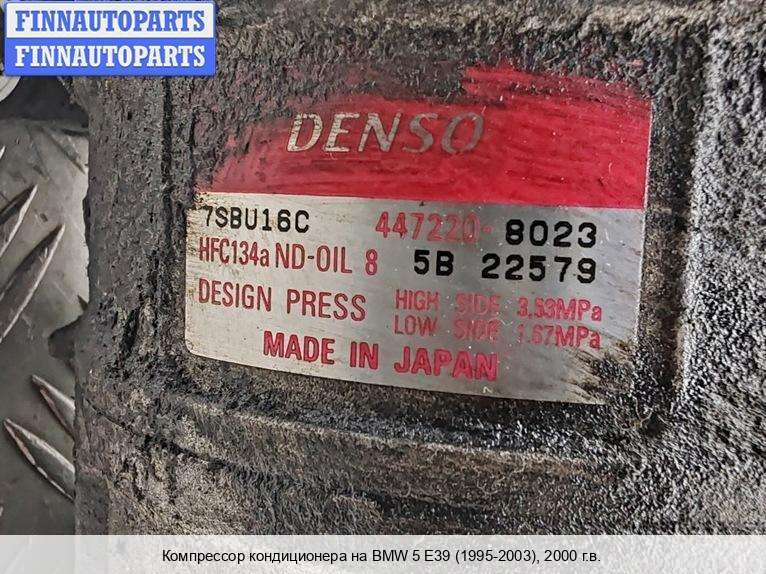 FINNAUTOPARTS
FINNAUTOPARTS
DENSO
7SBU16C 447220-8023
HFC134a ND-OIL 8 5B 22579
DESIGN PRESS HIGH SIDE 3.53MPa
LOW SIDE 1.67MPa
MADE IN JAPAN
Компрессор кондиционера на BMW 5 E39 (1995-2003), 2000 г.в.